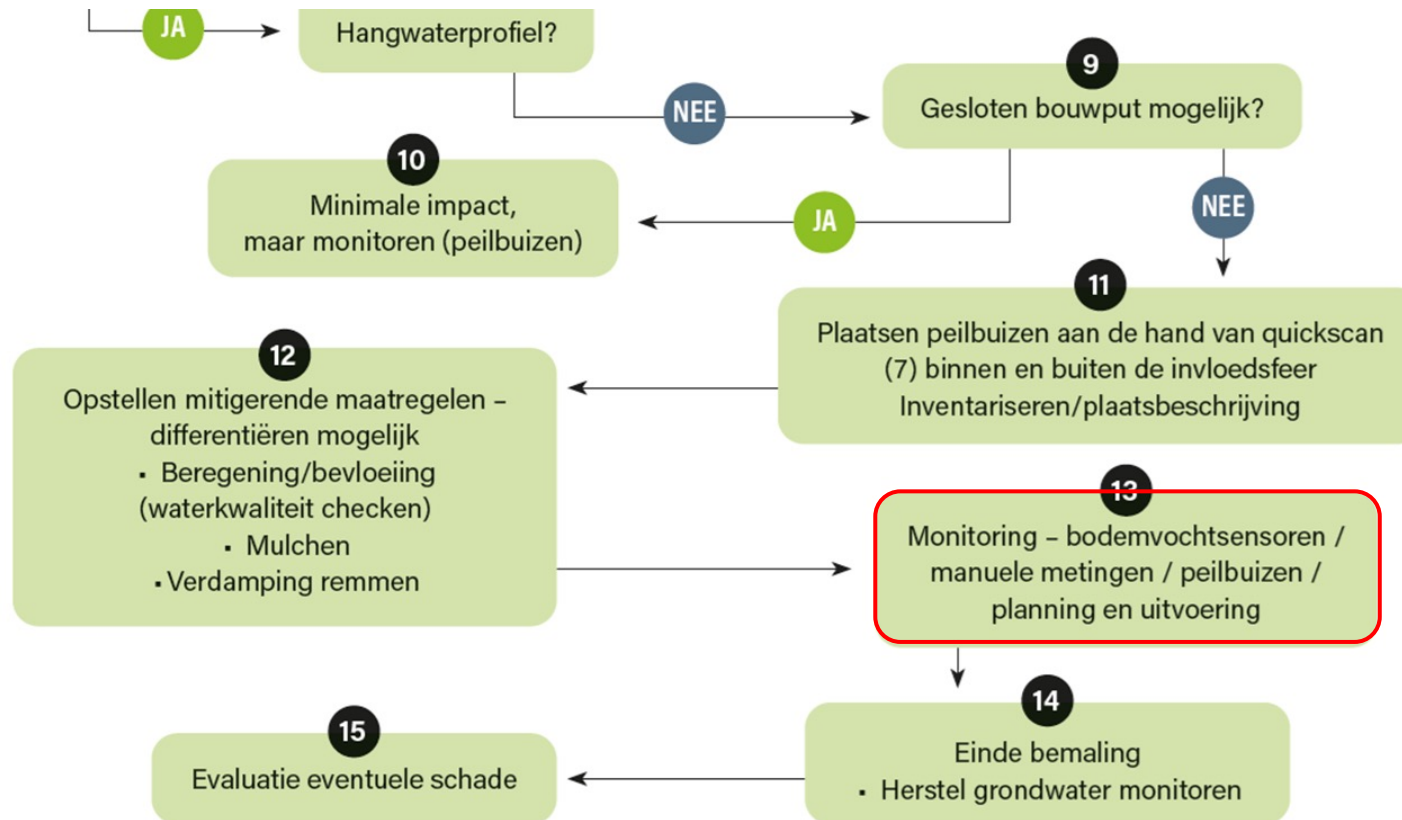 JA
Hangwaterprofiel?
NEE
9
Gesloten bouwput mogelijk?
10
Minimale impact,
maar monitoren (peilbuizen)
JA
NEE
11
Plaatsen peilbuizen aan de hand van quickscan
(7) binnen en buiten de invloedsfeer
Inventariseren/plaatsbeschrijving
12
Opstellen mitigerende maatregelen –
differentiëren mogelijk
▪ Beregening/bevloeiing
(waterkwaliteit checken)
▪ Mulchen
▪ Verdamping remmen
13
Monitoring – bodemvochtsensoren /
manuele metingen / peilbuizen /
planning en uitvoering
14
Einde bemaling
▪ Herstel grondwater monitoren
15
Evaluatie eventuele schade